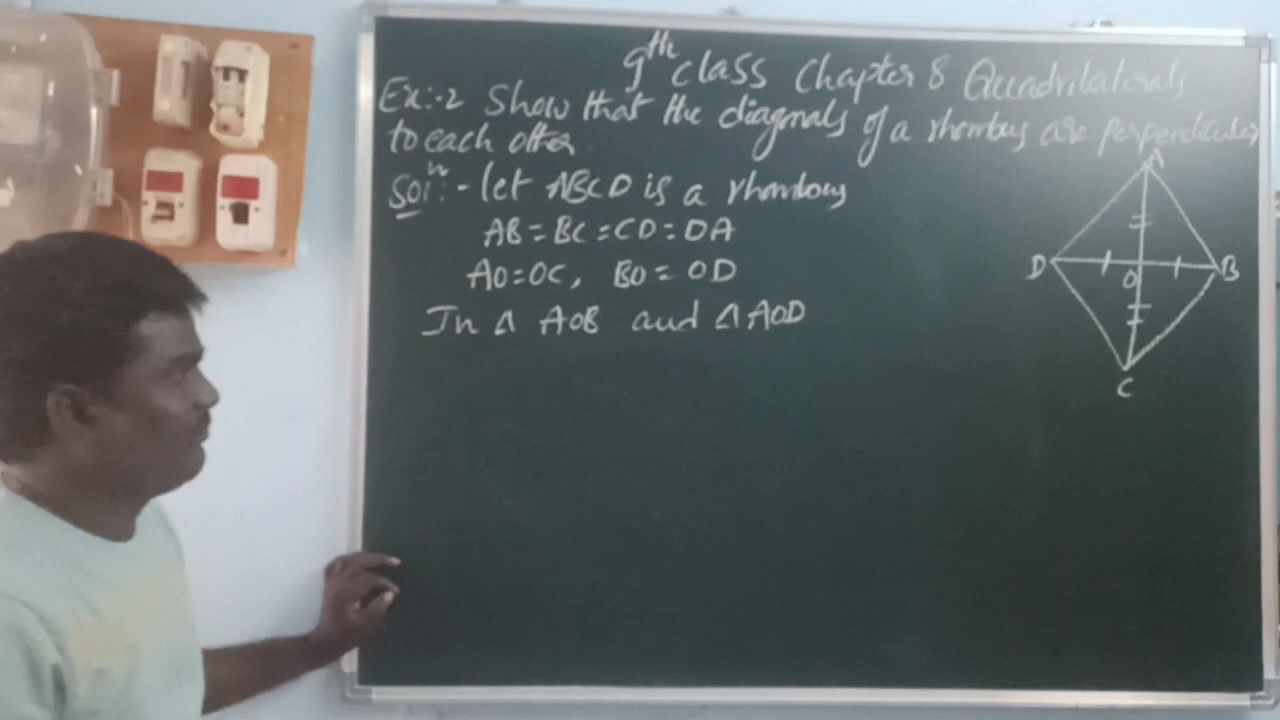 9th class Chapter 8 Quadrilaterals
Ex:-2 Show that the diagonals of a rhombus are perpendicular
to each other.
Soln:- let ABCD is a rhombus
AB=BC=CD=DA
AO=OC, BO=OD
In Δ AOB and Δ AOD
A
D
O
B
C